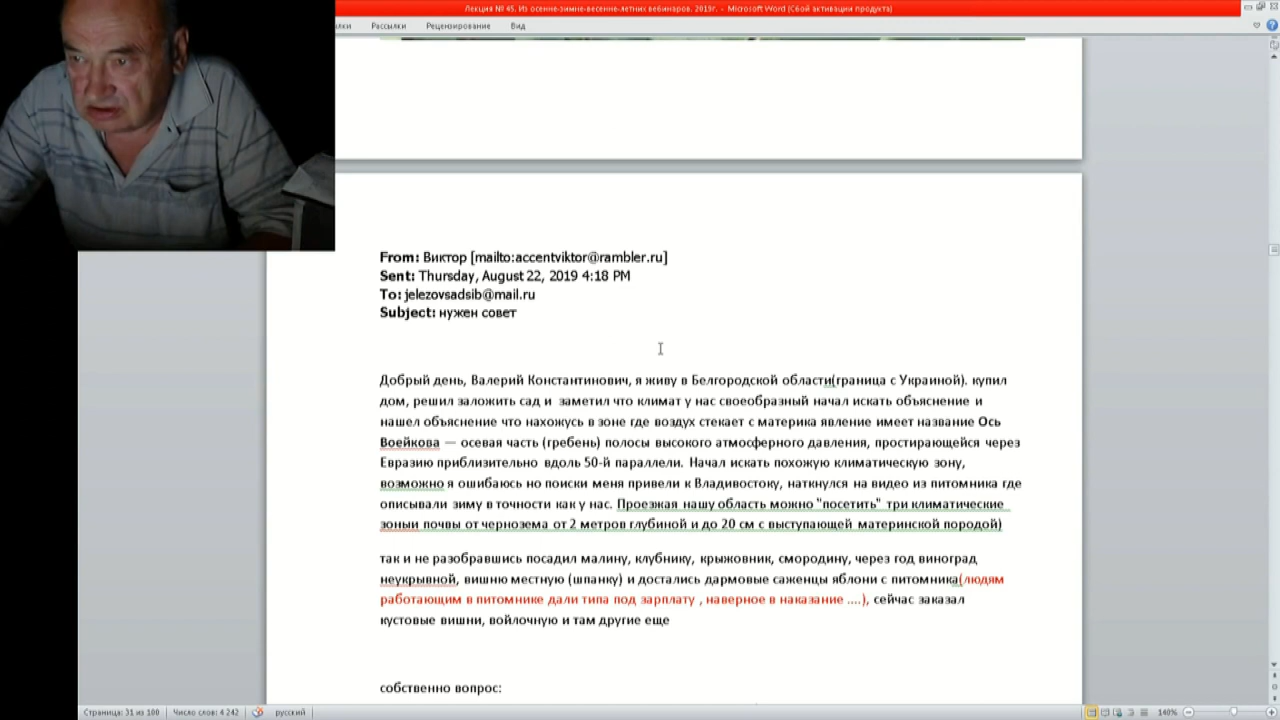 Лекция № 45. Из осенне-зимне-весенне-летних вебинаров. 2019г. - Microsoft Word (Сбой активации продукта)
лки Рассылки Рецензирование Вид
From: Виктор [mailto:accentviktor@rambler.ru]
Sent: Thursday, August 22, 2019 4:18 PM
To: jelezovsadsib@mail.ru
Subject: нужен совет
Добрый день, Валерий Константинович, я живу в Белгородской области(граница с Украиной). купил
дом, решил заложить сад и заметил что климат у нас своеобразный начал искать объяснение и
нашел объяснение что нахожусь в зоне где воздух стекает с материка явление имеет название Ось
Воейкова — осевая часть (гребень) полосы высокого атмосферного давления, простирающейся через
Евразию приблизительно вдоль 50-й параллели. Начал искать похожую климатическую зону,
возможно я ошибаюсь но поиски меня привели к Владивостоку, наткнулся на видео из питомника где
описывали зиму в точности как у нас. Проезжая нашу область можно "посетить" три климатические
зоныи почвы от чернозема от 2 метров глубиной и до 20 см с выступающей материнской породой)
так и не разобравшись посадил малину, клубнику, крыжовник, смородину, через год виноград
неукрывной, вишню местную (шпанку) и достались дармовые саженцы яблони с питомника(людям
работающим в питомнике дали типа под зарплату , наверное в наказание ....), сейчас заказал
кустовые вишни, войлочную и там другие еще
собственно вопрос:
Страница: 31 из 100 Число слов: 4 242 русский 140%